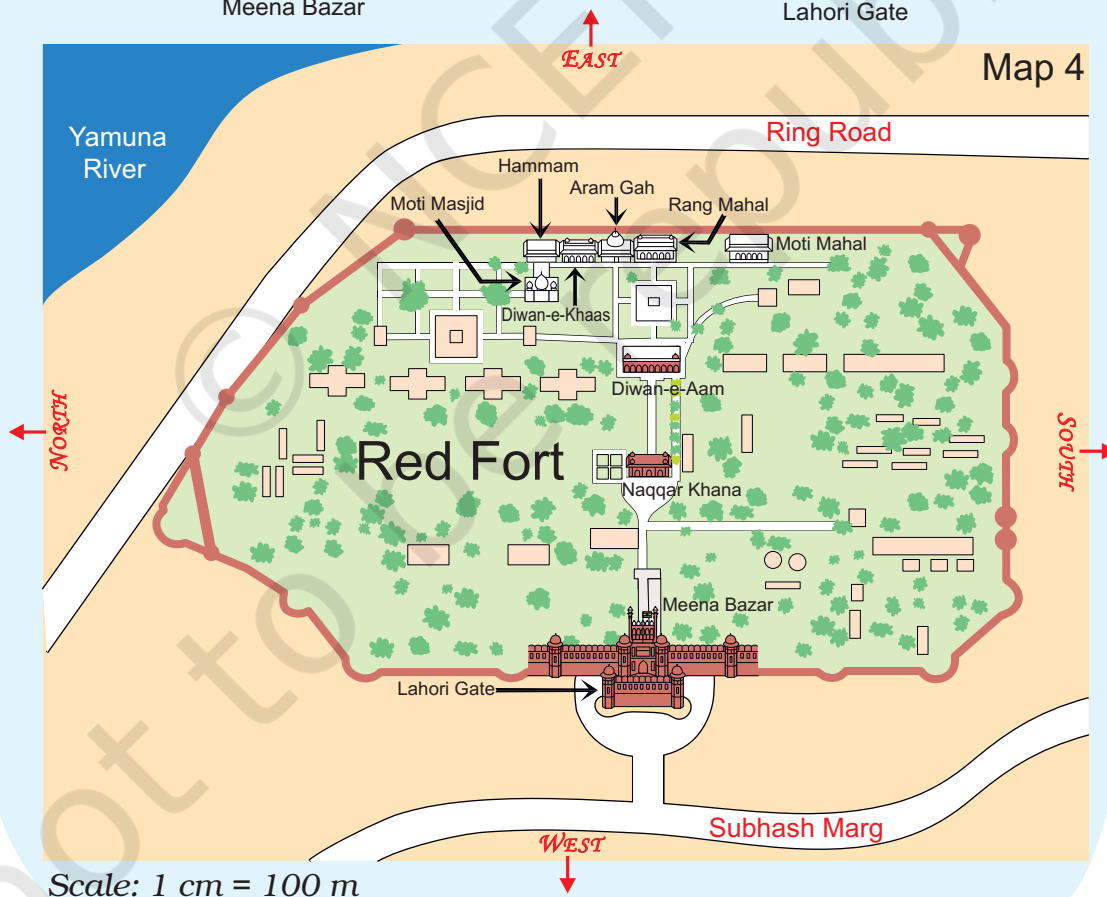 Meena Bazar
Lahori Gate
EAST
Map 4
Yamuna
River
Ring Road
Hammam
Aram Gah
Moti Masjid
Rang Mahal
Moti Mahal
Diwan-e-Khaas
Diwan-e-Aam
NORTH
SOUTH
Red Fort
Naqqar Khana
Meena Bazar
Lahori Gate
Subhash Marg
WEST
Scale: 1 cm = 100 m